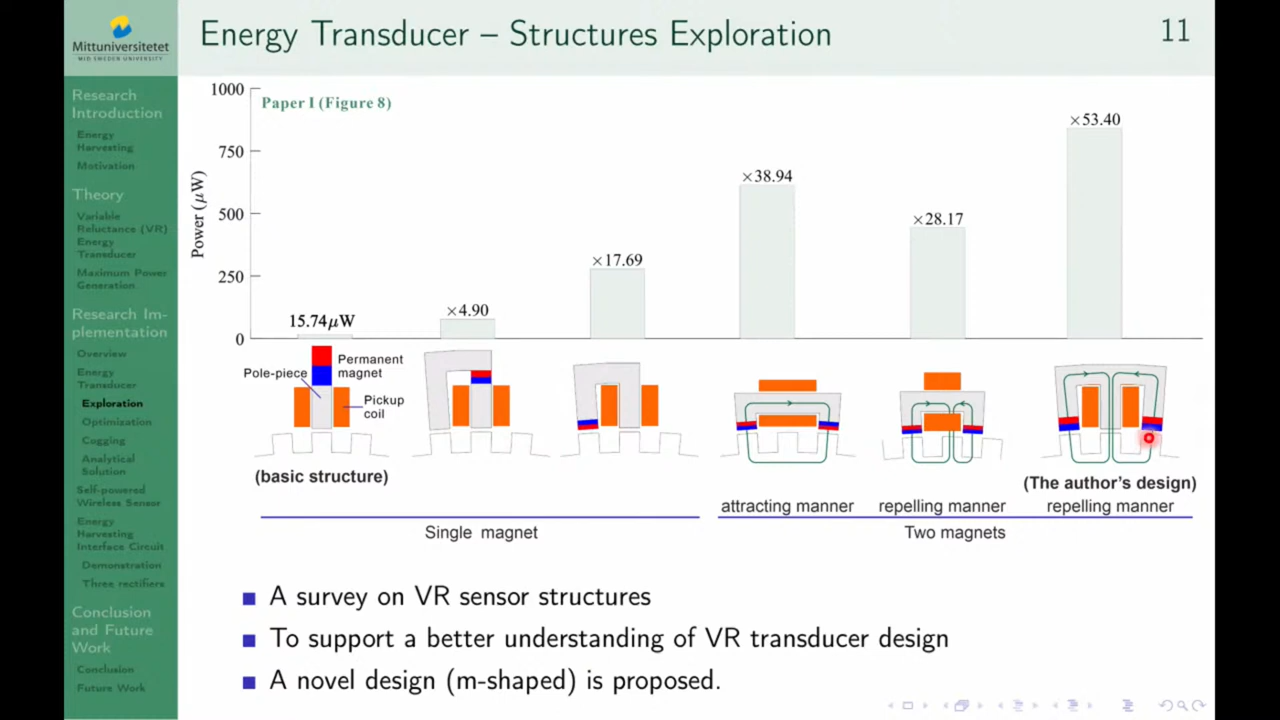 Mittuniversitetet
MID SWEDEN UNIVERSITY
Energy Transducer – Structures Exploration
11
Research
Introduction
Energy
Harvesting
Motivation
Theory
Variable
Reluctance (VR)
Energy
Transducer
Maximum Power
Generation
Research Im-
plementation
Overview
Energy
Transducer
Exploration
Optimization
Cogging
Analytical
Solution
Self-powered
Wireless Sensor
Energy
Harvesting
Interface Circuit
Demonstration
Three rectifiers
Conclusion
and Future
Work
Conclusion
Future Work
Paper I (Figure 8)
Power (μW)
1000
750
500
250
0
15.74μW
×4.90
×17.69
×38.94
×28.17
×53.40
Pole-piece
Permanent
magnet
Pickup
coil
(basic structure)
(The author's design)
attracting manner
repelling manner
repelling manner
Single magnet
Two magnets
A survey on VR sensor structures
To support a better understanding of VR transducer design
A novel design (m-shaped) is proposed.